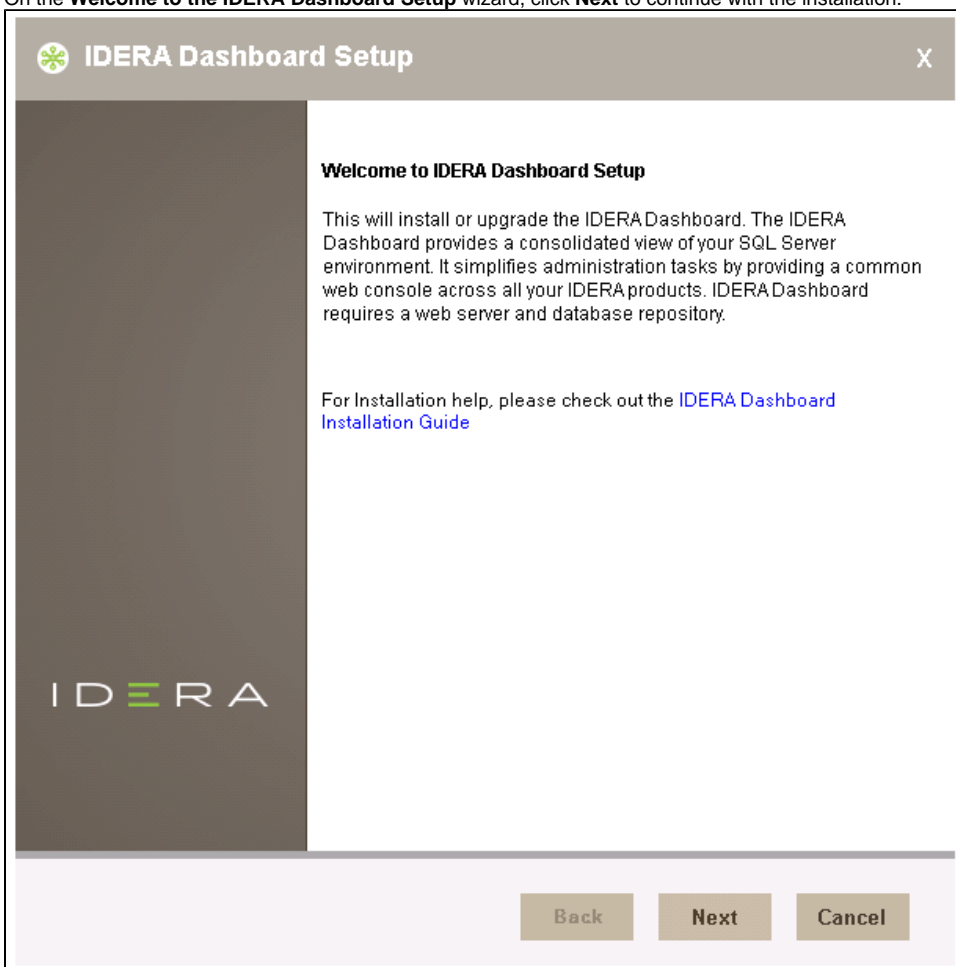 On the Welcome to the IDERA Dashboard Setup wizard, click Next to continue with the installation.
IDERA Dashboard Setup
X
Welcome to IDERA Dashboard Setup
This will install or upgrade the IDERA Dashboard. The IDERA
Dashboard provides a consolidated view of your SQL Server
environment. It simplifies administration tasks by providing a common
web console across all your IDERA products. IDERA Dashboard
requires a web server and database repository.
For Installation help, please check out the IDERA Dashboard
Installation Guide
IDERA
Back
Next
Cancel